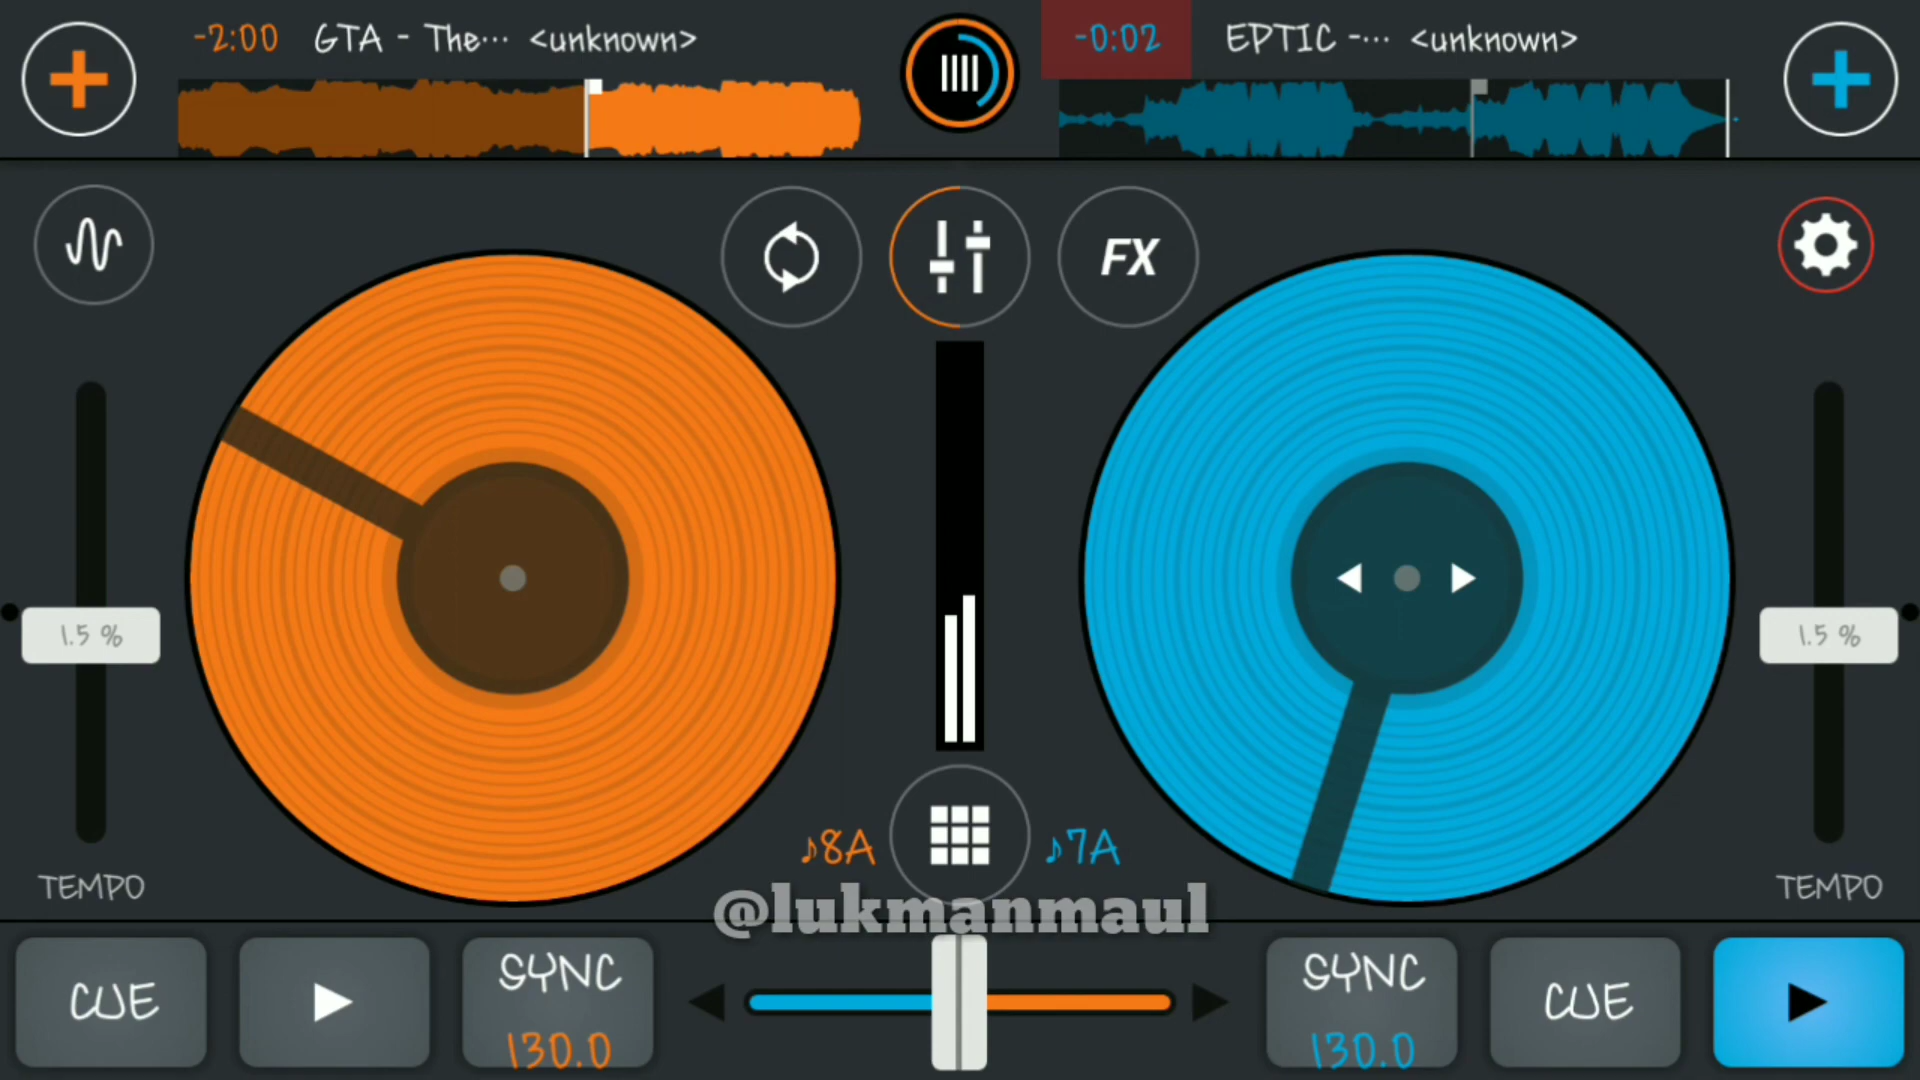 -2:00 GTA - The... <unknown>
-0:02 EPTIC -... <unknown>
FX
1.5 %
1.5 %
♪8A
♪7A
TEMPO
TEMPO
@lukmanmaul
CUE
SYNC
130.0
SYNC
130.0
CUE